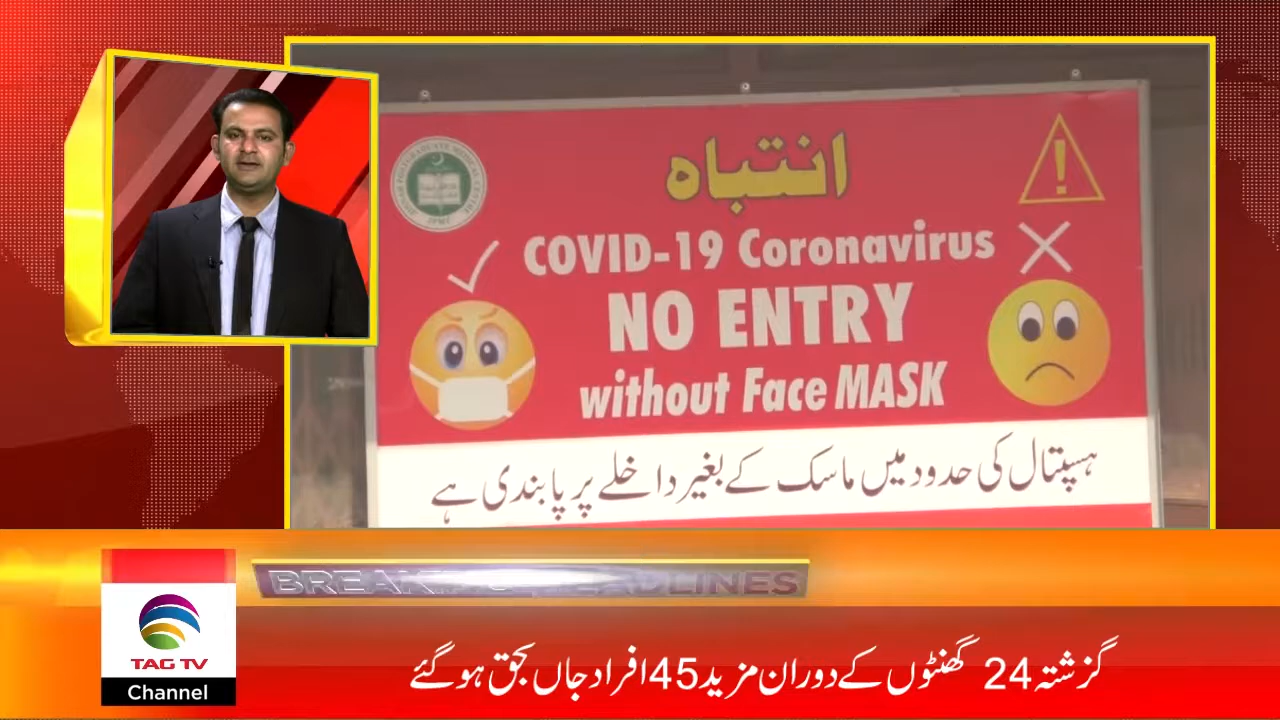 انتباہ
COVID-19 Coronavirus
NO ENTRY
without Face MASK
ہسپتال کی حدود میں ماسک کے بغیر داخلے پر پابندی ہے
TAG TV
Channel
گزشتہ 24 گھنٹوں کے دوران مزید 45 افراد جاں بحق ہو گئے